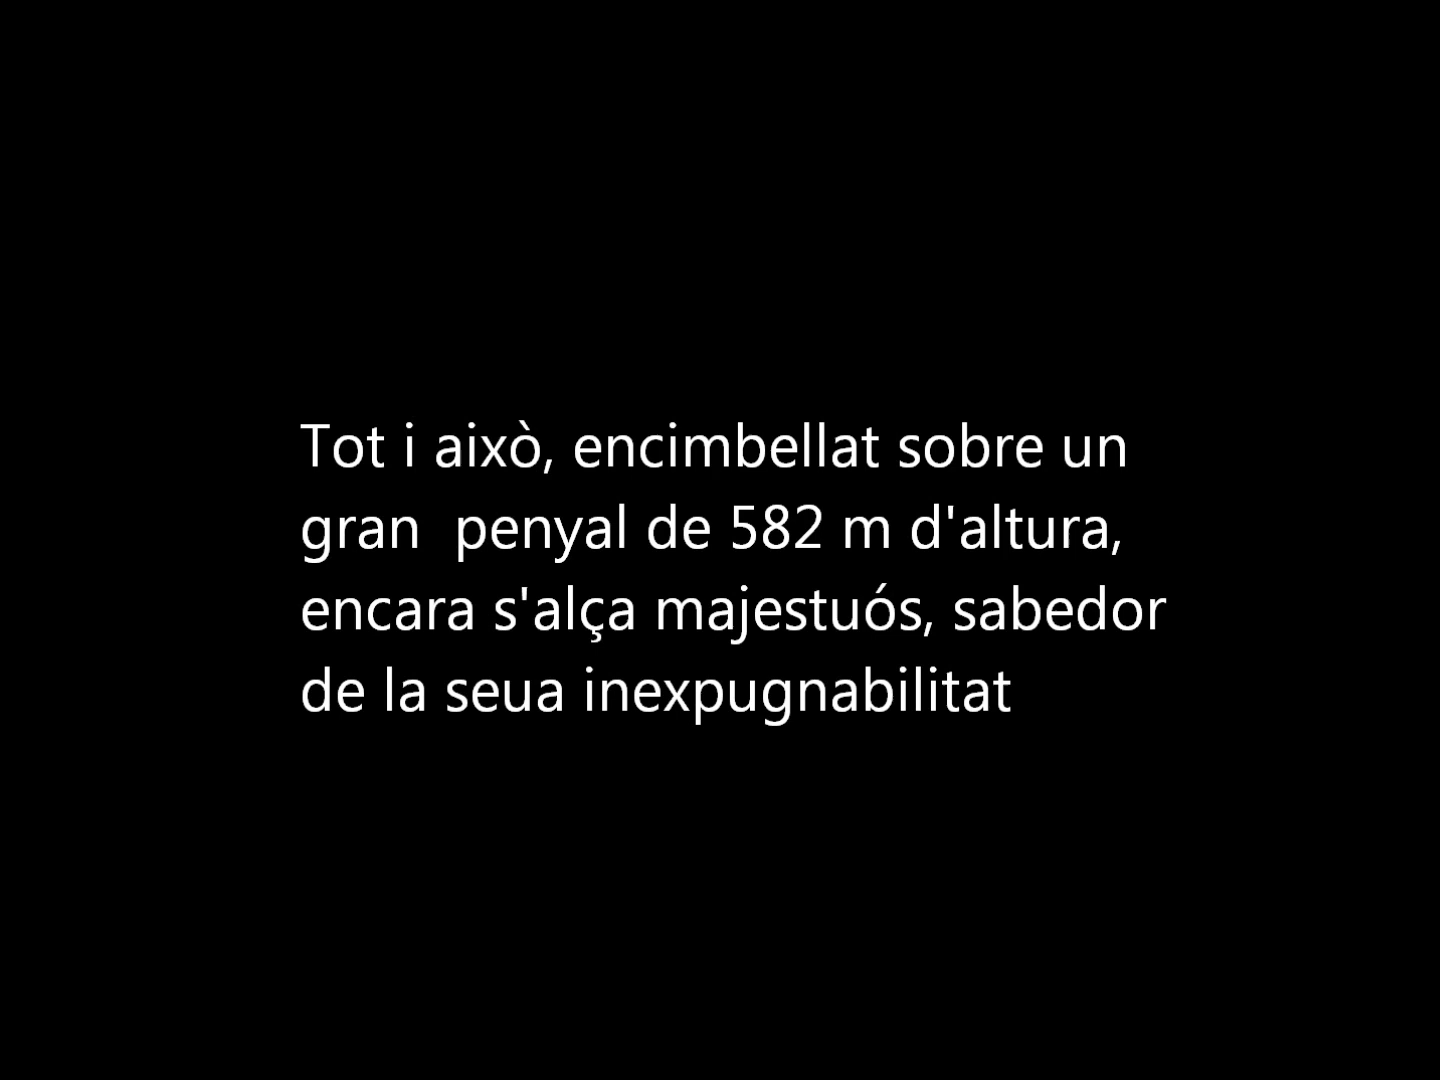 Tot i això, encimbellat sobre un
gran  penyal de 582 m d'altura,
encara s'alça majestuós, sabedor
de la seua inexpugnabilitat